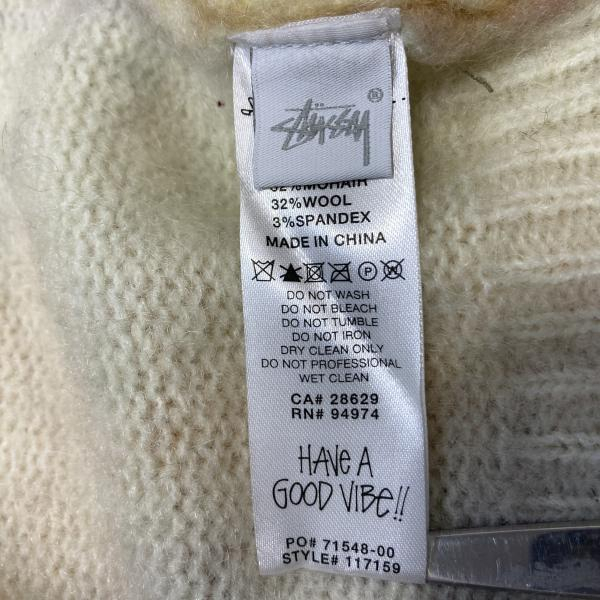 STÜSSY ®
32% MOHAIR
32%WOOL
3%SPANDEX
MADE IN CHINA
DO NOT WASH
DO NOT BLEACH
DO NOT TUMBLE
DO NOT IRON
DRY CLEAN ONLY
DO NOT PROFESSIONAL
WET CLEAN
CA# 28629
RN# 94974
HAVE A
GOOD VIBE!!
PO# 71548-00
STYLE# 117159